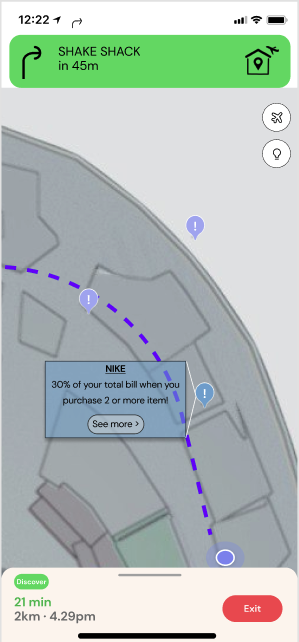 12:22
SHAKE SHACK
in 45m
!
!
NIKE
30% of your total bill when you
purchase 2 or more item!
!
See more >
Discover
21 min
2km · 4.29pm
Exit